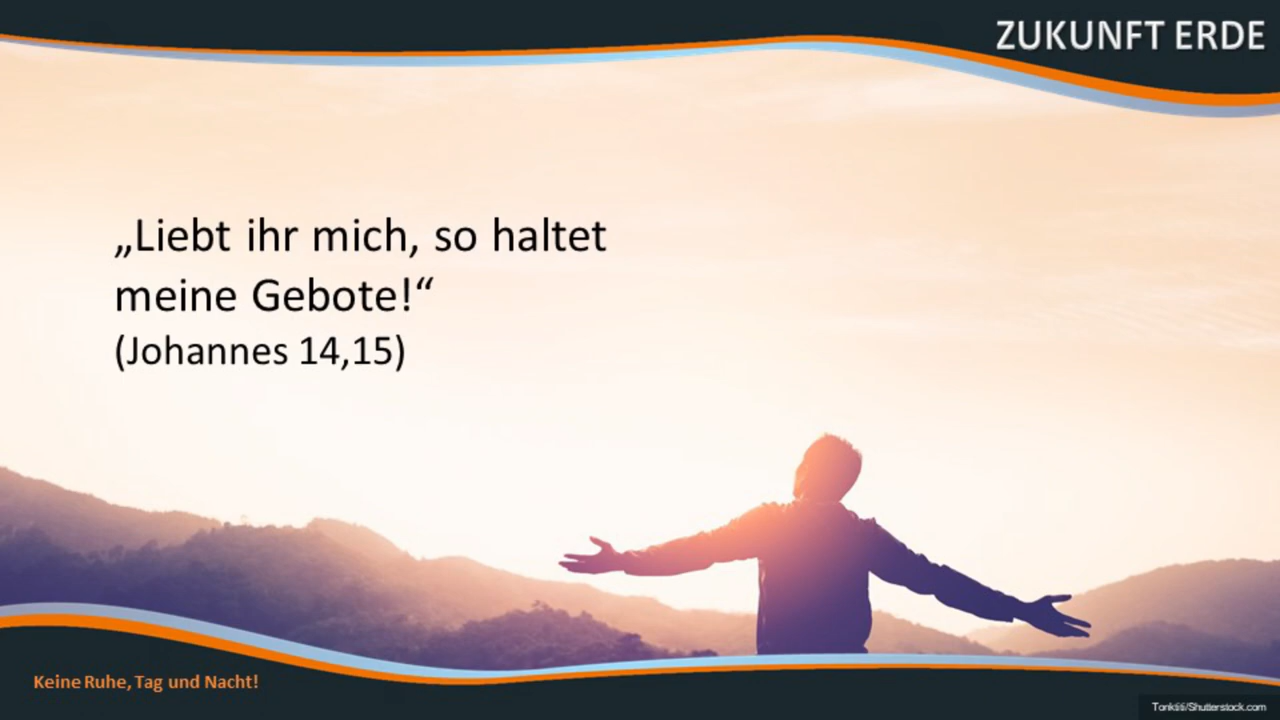 ZUKUNFT ERDE
„Liebt ihr mich, so haltet
meine Gebote!“
(Johannes 14,15)
Keine Ruhe, Tag und Nacht!
Tonktiti/Shutterstock.com